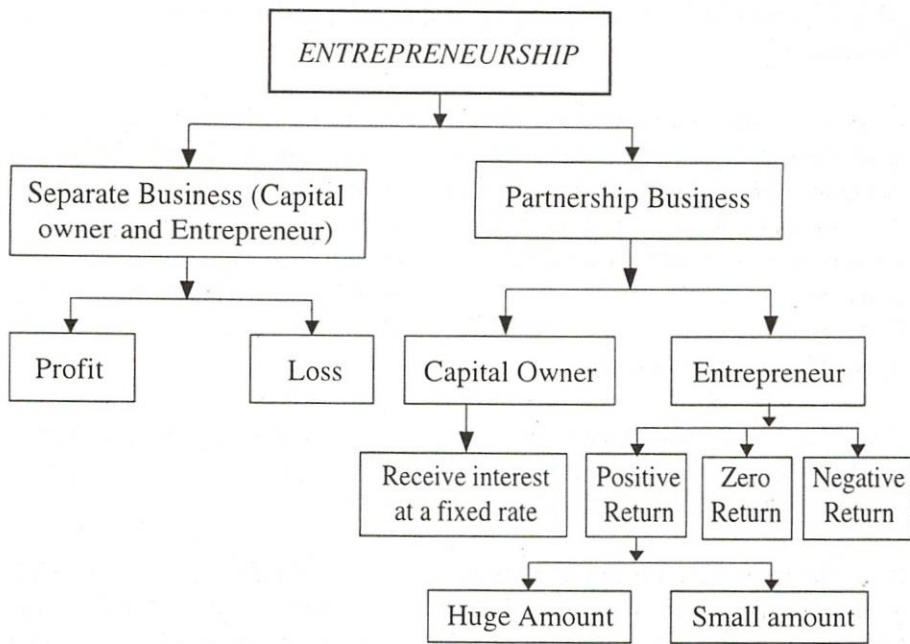 ENTREPRENEURSHIP
Separate Business (Capital
owner and Entrepreneur)
Partnership Business
Profit
Loss
Capital Owner
Entrepreneur
Receive interest
at a fixed rate
Positive
Return
Zero
Return
Negative
Return
Huge Amount
Small amount